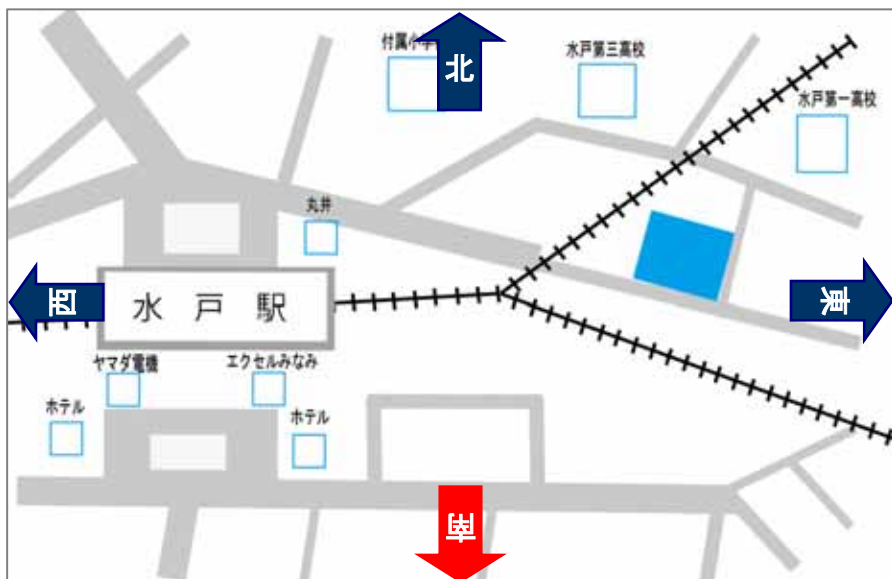 付属小学
北
水戸第三高校
水戸第一高校
丸井
西
水戸駅
東
ヤマダ電機
エクセルみなみ
ホテル
ホテル
南